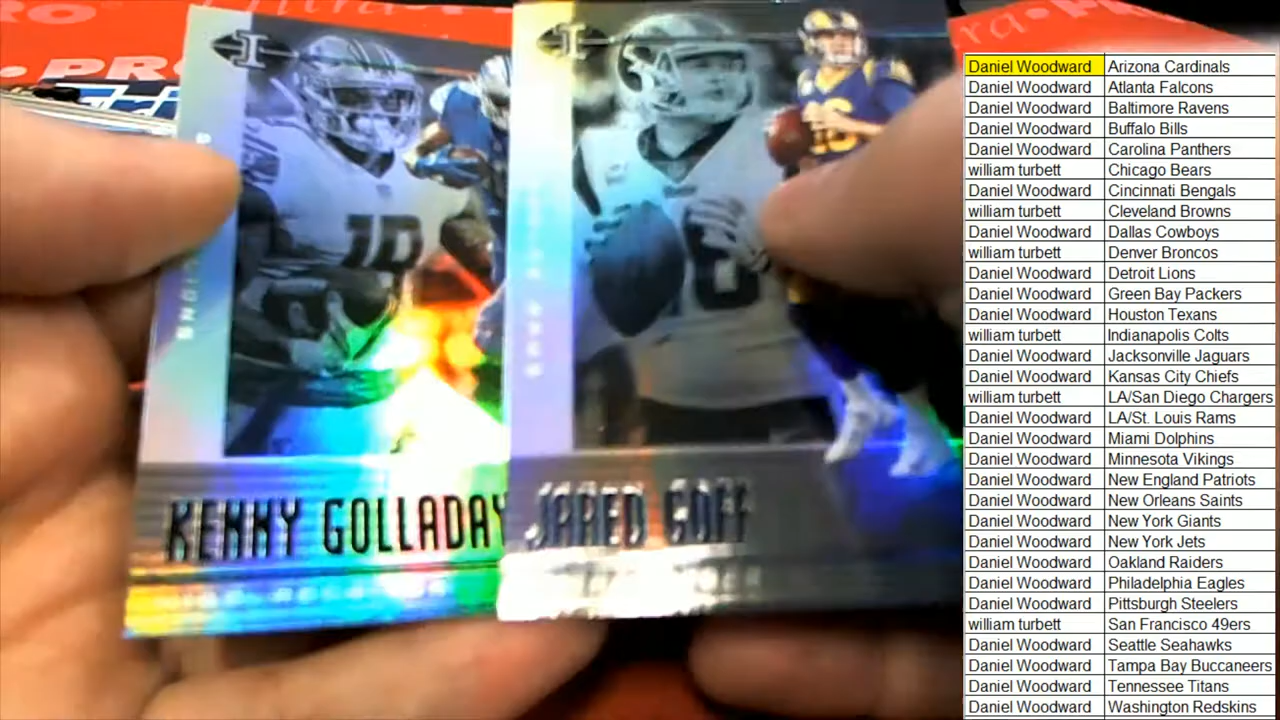 PRO
PRO
ra
KENNY GOLLADAY
JARED GOFF
I
I
18
16
Daniel Woodward Arizona Cardinals
Daniel Woodward Atlanta Falcons
Daniel Woodward Baltimore Ravens
Daniel Woodward Buffalo Bills
Daniel Woodward Carolina Panthers
william turbett Chicago Bears
Daniel Woodward Cincinnati Bengals
william turbett Cleveland Browns
Daniel Woodward Dallas Cowboys
william turbett Denver Broncos
Daniel Woodward Detroit Lions
Daniel Woodward Green Bay Packers
Daniel Woodward Houston Texans
william turbett Indianapolis Colts
Daniel Woodward Jacksonville Jaguars
Daniel Woodward Kansas City Chiefs
william turbett LA/San Diego Chargers
Daniel Woodward LA/St. Louis Rams
Daniel Woodward Miami Dolphins
Daniel Woodward Minnesota Vikings
Daniel Woodward New England Patriots
Daniel Woodward New Orleans Saints
Daniel Woodward New York Giants
Daniel Woodward New York Jets
Daniel Woodward Oakland Raiders
Daniel Woodward Philadelphia Eagles
Daniel Woodward Pittsburgh Steelers
william turbett San Francisco 49ers
Daniel Woodward Seattle Seahawks
Daniel Woodward Tampa Bay Buccaneers
Daniel Woodward Tennessee Titans
Daniel Woodward Washington Redskins